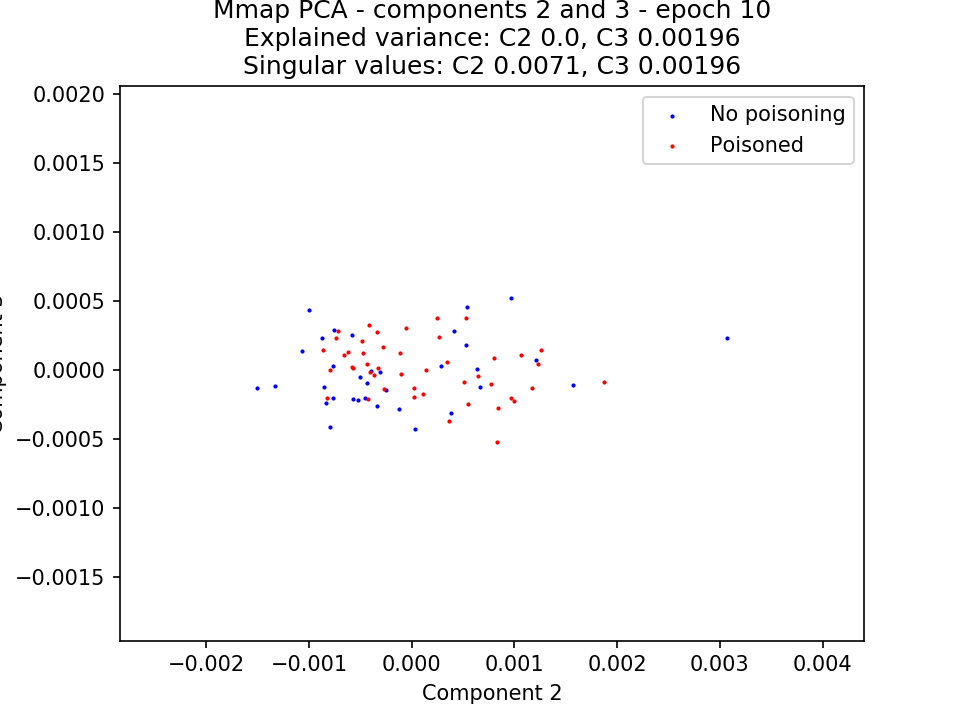 Mmap PCA - components 2 and 3 - epoch 10
Explained variance: C2 0.0, C3 0.00196
Singular values: C2 0.0071, C3 0.00196
No poisoning
Poisoned
0.0020
0.0015
0.0010
0.0005
0.0000
−0.0005
−0.0010
−0.0015
−0.002
−0.001
0.000
0.001
0.002
0.003
0.004
Component 2